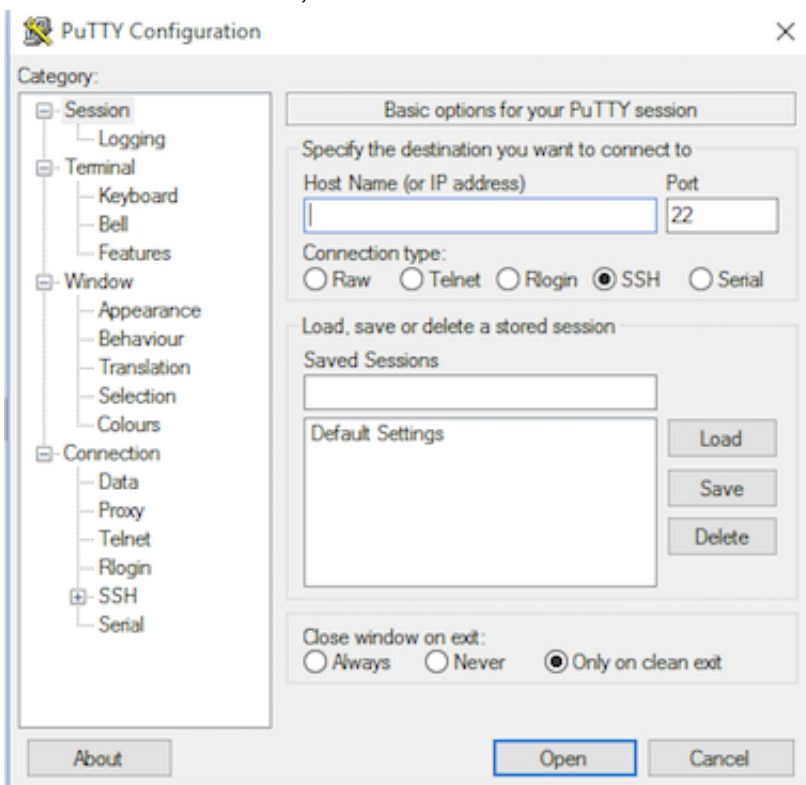 PuTTY Configuration
Category:
Session
Logging
Terminal
Keyboard
Bell
Features
Window
Appearance
Behaviour
Translation
Selection
Colours
Connection
Data
Proxy
Telnet
Rlogin
SSH
Serial
Basic options for your PuTTY session
Specify the destination you want to connect to
Host Name (or IP address) Port
22
Connection type:
Raw Telnet Rlogin SSH Serial
Load, save or delete a stored session
Saved Sessions
Default Settings
Load
Save
Delete
Close window on exit:
Always Never Only on clean exit
About Open Cancel